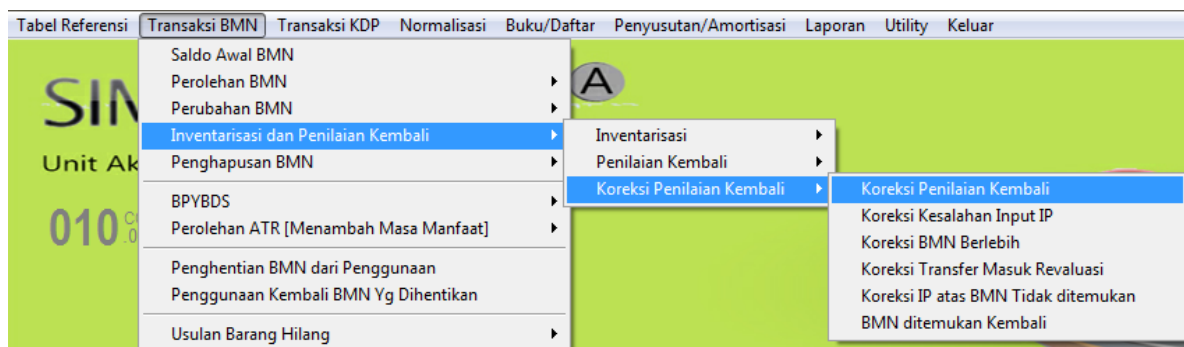 Tabel Referensi Transaksi BMN Transaksi KDP Normalisasi Buku/Daftar Penyusutan/Amortisasi Laporan Utility Keluar
Saldo Awal BMN
Perolehan BMN
Perubahan BMN
Inventarisasi dan Penilaian Kembali
Penghapusan BMN
BPYBDS
Perolehan ATR [Menambah Masa Manfaat]
Penghentian BMN dari Penggunaan
Penggunaan Kembali BMN Yg Dihentikan
Usulan Barang Hilang
Inventarisasi
Penilaian Kembali
Koreksi Penilaian Kembali
Koreksi Penilaian Kembali
Koreksi Kesalahan Input IP
Koreksi BMN Berlebih
Koreksi Transfer Masuk Revaluasi
Koreksi IP atas BMN Tidak ditemukan
BMN ditemukan Kembali
A
Unit Ak
010